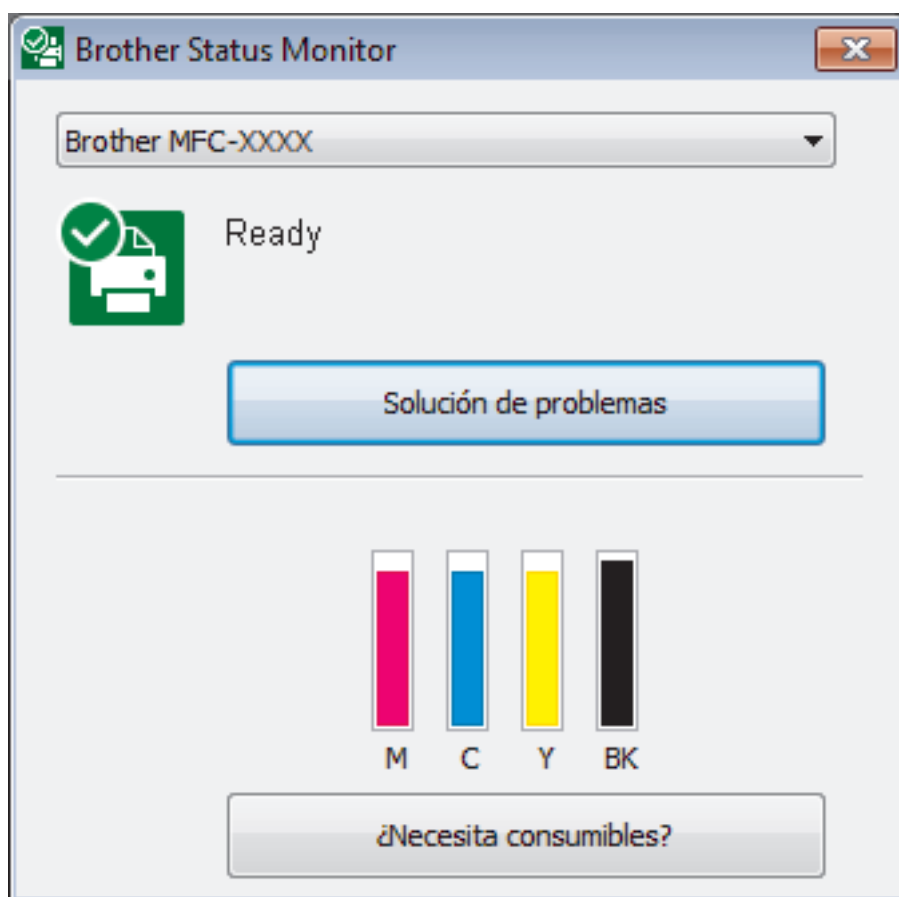 Brother Status Monitor
Brother MFC-XXXX
Ready
Solución de problemas
M C Y BK
¿Necesita consumibles?